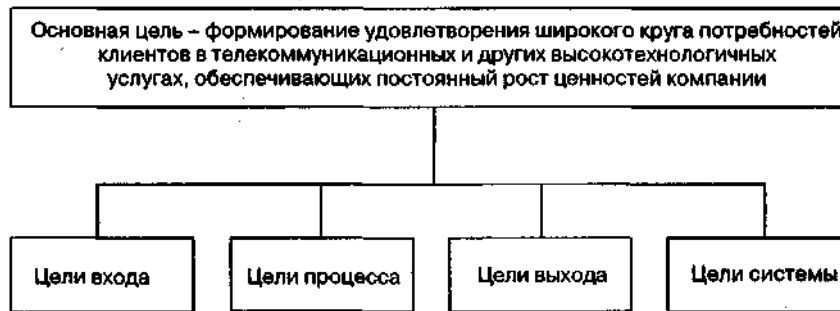 Основная цель – формирование удовлетворения широкого круга потребностей
клиентов в телекоммуникационных и других высокотехнологичных
услугах, обеспечивающих постоянный рост ценностей компании
Цели входа
Цели процесса
Цели выхода
Цели системы